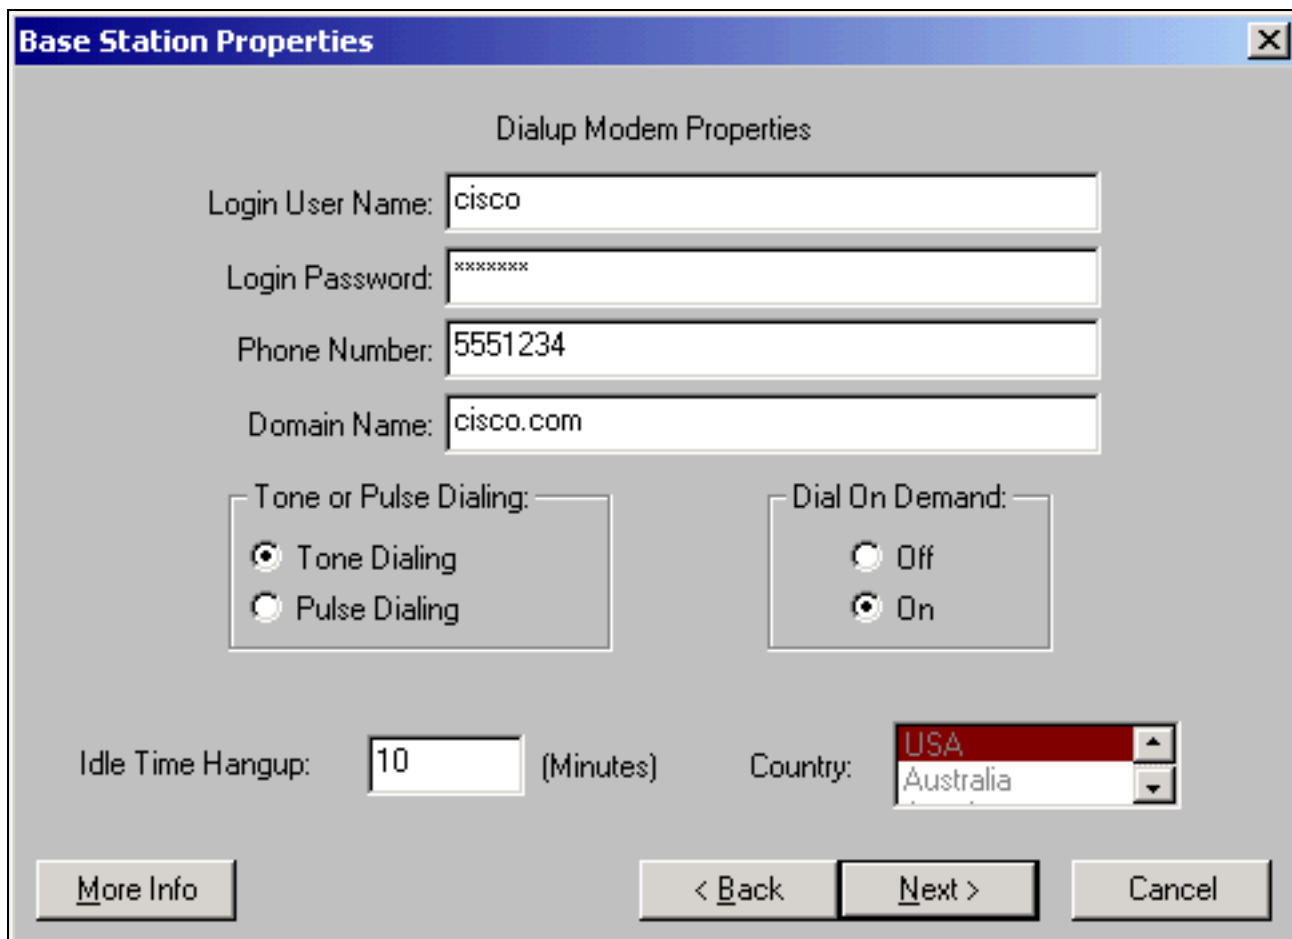 Base Station Properties
Dialup Modem Properties
Login User Name: cisco
Login Password: *******
Phone Number: 5551234
Domain Name: cisco.com
Tone or Pulse Dialing: Dial On Demand:
Tone Dialing Off
Pulse Dialing On
Idle Time Hangup: 10 (Minutes) Country: USA
Australia
More Info < Back Next > Cancel